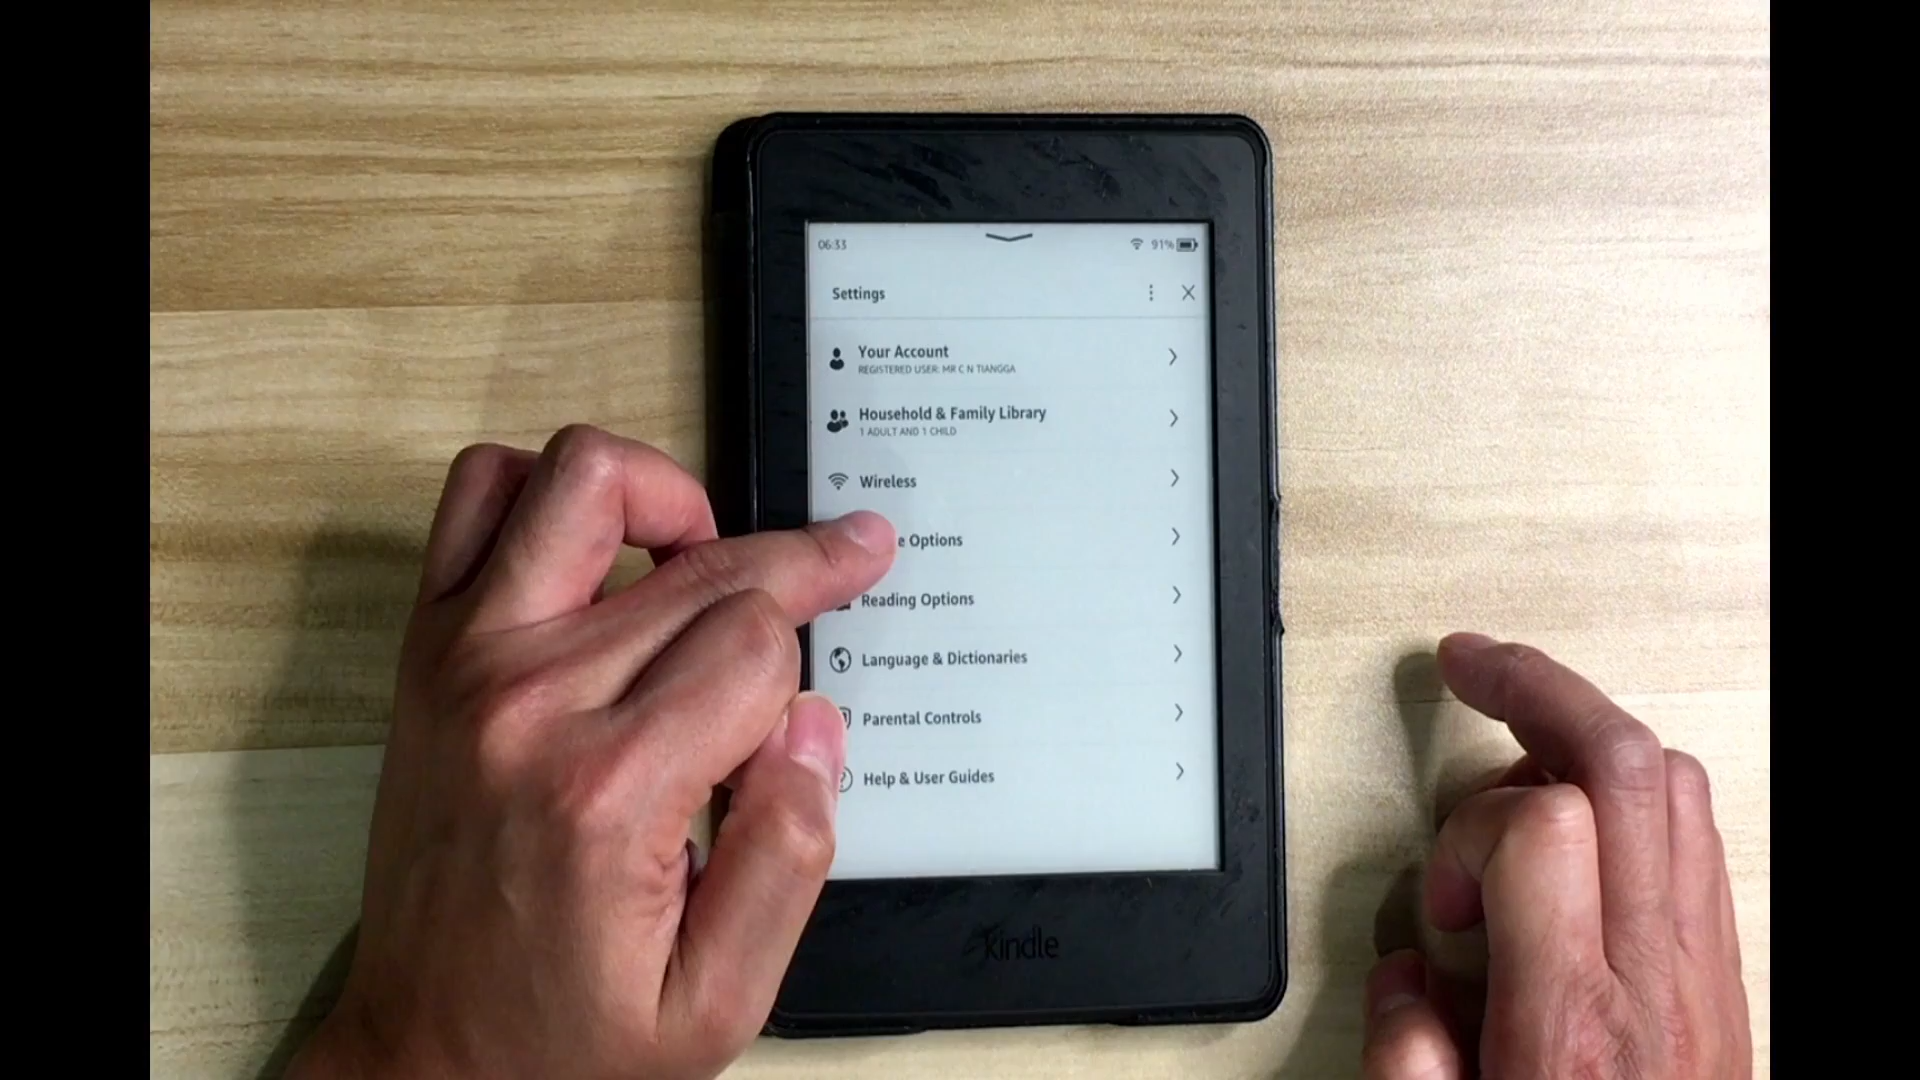 06:33
91%
Settings
Your Account
REGISTERED USER: MR C N TIANGGA
Household & Family Library
1 ADULT AND 1 CHILD
Wireless
Options
Reading Options
Language & Dictionaries
Parental Controls
Help & User Guides
kindle